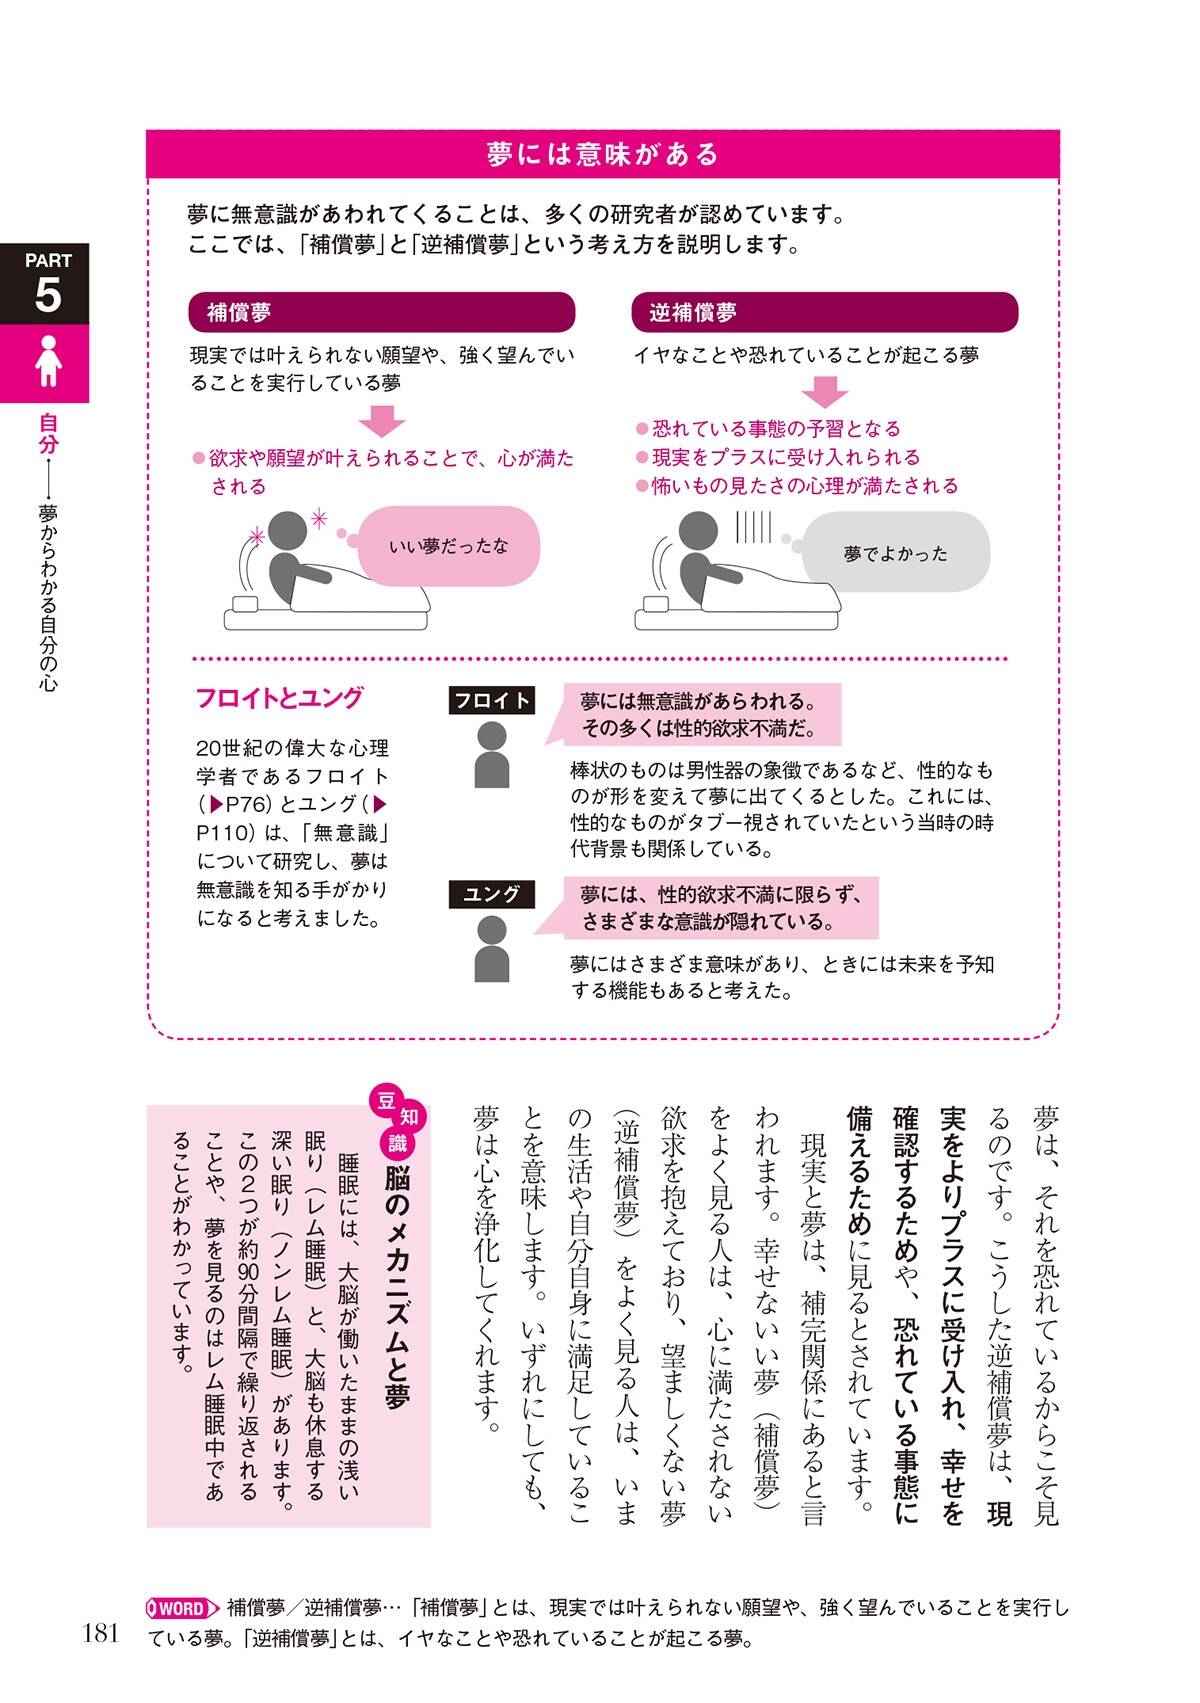 夢には意味がある
夢に無意識があわれてくることは、多くの研究者が認めています。
ここでは、「補償夢」と「逆補償夢」という考え方を説明します。
PART
5
自分――夢からわかる自分の心
補償夢
現実では叶えられない願望や、強く望んでい
ることを実行している夢
●欲求や願望が叶えられることで、心が満た
される
いい夢だったな
逆補償夢
イヤなことや恐れていることが起こる夢
●恐れている事態の予習となる
●現実をプラスに受け入れられる
●怖いもの見たさの心理が満たされる
夢でよかった
フロイトとユング
20世紀の偉大な心理
学者であるフロイト
(▶P76)とユング(▶
P110)は、「無意識」
について研究し、夢は
無意識を知る手がかり
になると考えました。
フロイト
夢には無意識があらわれる。
その多くは性的欲求不満だ。
棒状のものは男性器の象徴であるなど、性的なも
のが形を変えて夢に出てくるとした。これには、
性的なものがタブー視されていたという当時の時
代背景も関係している。
ユング
夢には、性的欲求不満に限らず、
さまざまな意識が隠れている。
夢にはさまざま意味があり、ときには未来を予知
する機能もあると考えた。
夢は、それを恐れているからこそ見
るのです。こうした逆補償夢は、現
実をよりプラスに受け入れ、幸せを
確認するためや、恐れている事態に
備えるために見るとされています。
現実と夢は、補完関係にあると言
われます。幸せないい夢（補償夢）
をよく見る人は、心に満たされない
欲求を抱えており、望ましくない夢
（逆補償夢）をよく見る人は、いま
の生活や自分自身に満足しているこ
とを意味します。いずれにしても、
夢は心を浄化してくれます。
豆知識
脳のメカニズムと夢
睡眠には、大脳が働いたままの浅い
眠り（レム睡眠）と、大脳も休息する
深い眠り（ノンレム睡眠）があります。
この2つが約90分間隔で繰り返される
ことや、夢を見るのはレム睡眠中であ
ることがわかっています。
WORD 補償夢／逆補償夢…「補償夢」とは、現実では叶えられない願望や、強く望んでいることを実行し
ている夢。「逆補償夢」とは、イヤなことや恐れていることが起こる夢。
181